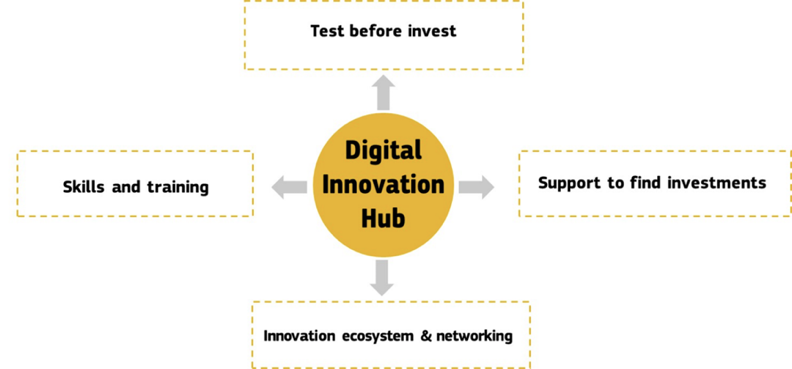 Test before invest
Skills and training
Digital
Innovation
Hub
Support to find investments
Innovation ecosystem & networking